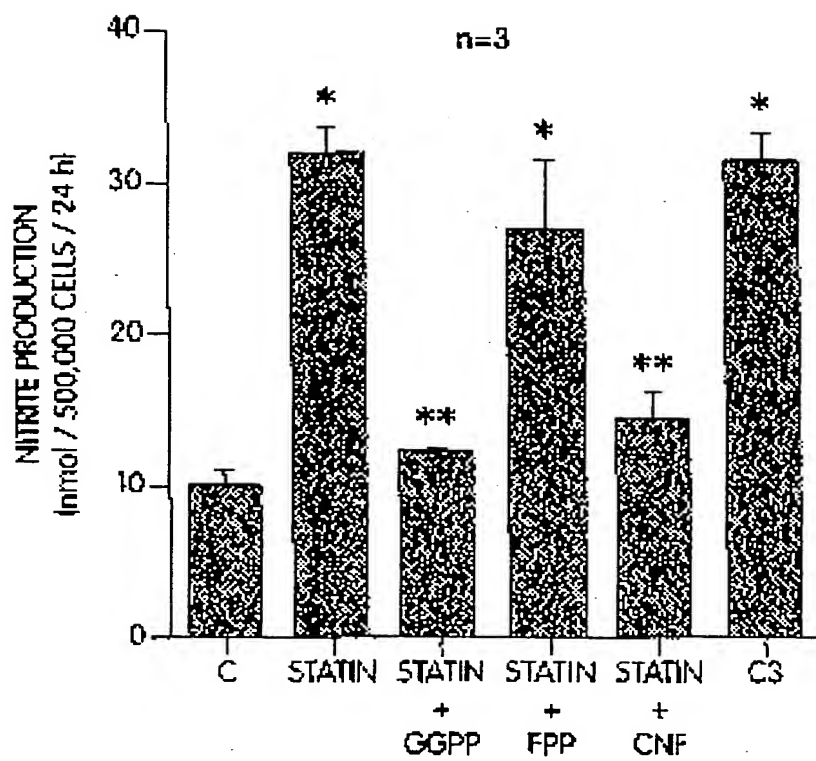 n=3
40
30
20
10
0
NITRITE PRODUCTION
(nmol / 500,000 CELLS / 24 h)
*
**
*
**
*
C
STATIN
STATIN
+
GGPP
STATIN
+
FPP
STATIN
+
CNF
C3